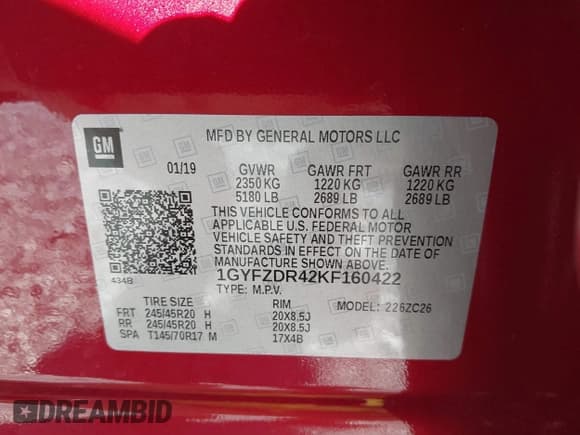 GM
MFD BY GENERAL MOTORS LLC
01/19 GVWR GAWR FRT GAWR RR
2350 KG 1220 KG 1220 KG
5180 LB 2689 LB 2689 LB
THIS VEHICLE CONFORMS TO ALL
APPLICABLE U.S. FEDERAL MOTOR
VEHICLE SAFETY AND THEFT PREVENTION
STANDARDS IN EFFECT ON THE DATE OF
MANUFACTURE SHOWN ABOVE.
434B 1GYFZDR42KF160422
TYPE: M.P.V.
TIRE SIZE RIM MODEL: 226ZC26
FRT 245/45R20 H 20X8.5J
RR 245/45R20 H 20X8.5J
SPA T145/70R17 M 17X4B
DREAMBID